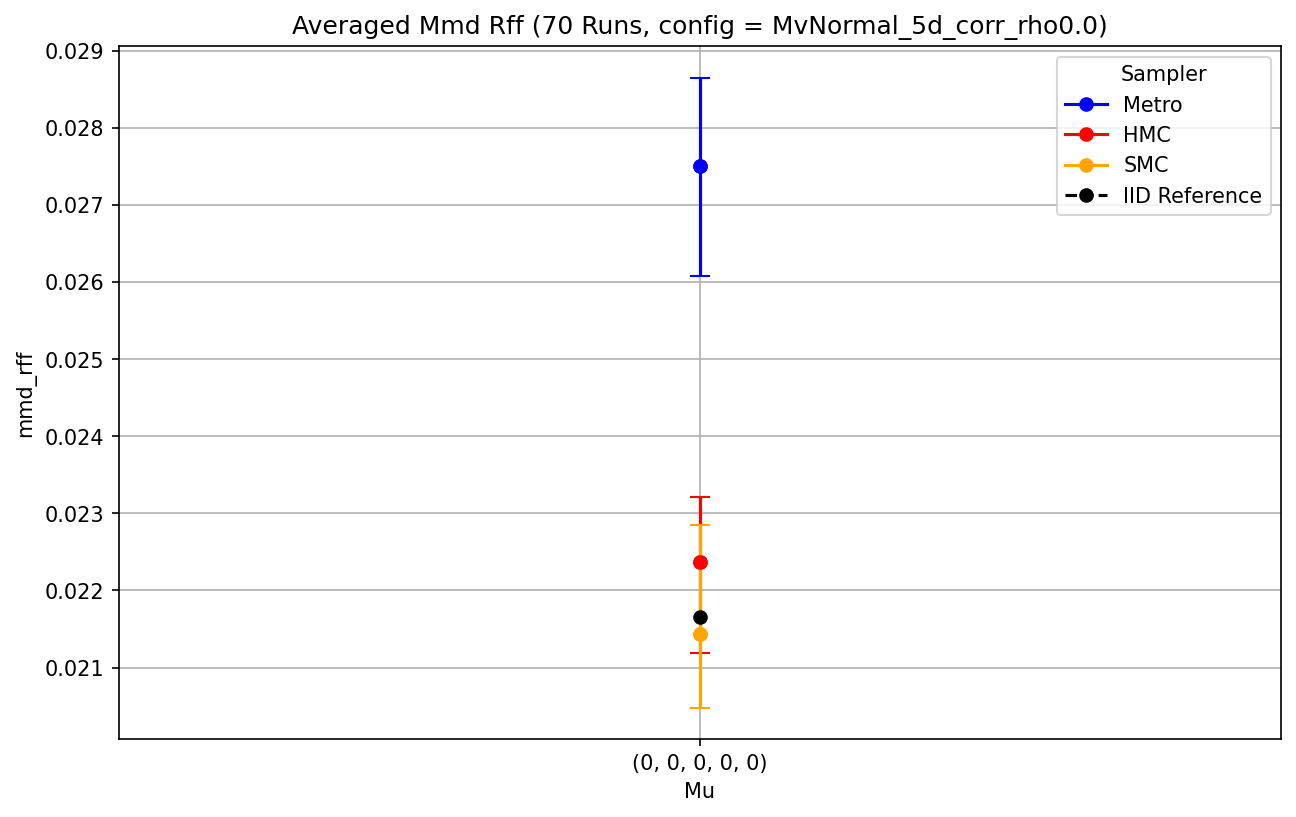 Averaged Mmd Rff (70 Runs, config = MvNormal_5d_corr_rho0.0)
0.029
0.028
0.027
0.026
0.025
0.024
0.023
0.022
0.021
mmd_rff
Sampler
Metro
HMC
SMC
IID Reference
(0, 0, 0, 0, 0)
Mu